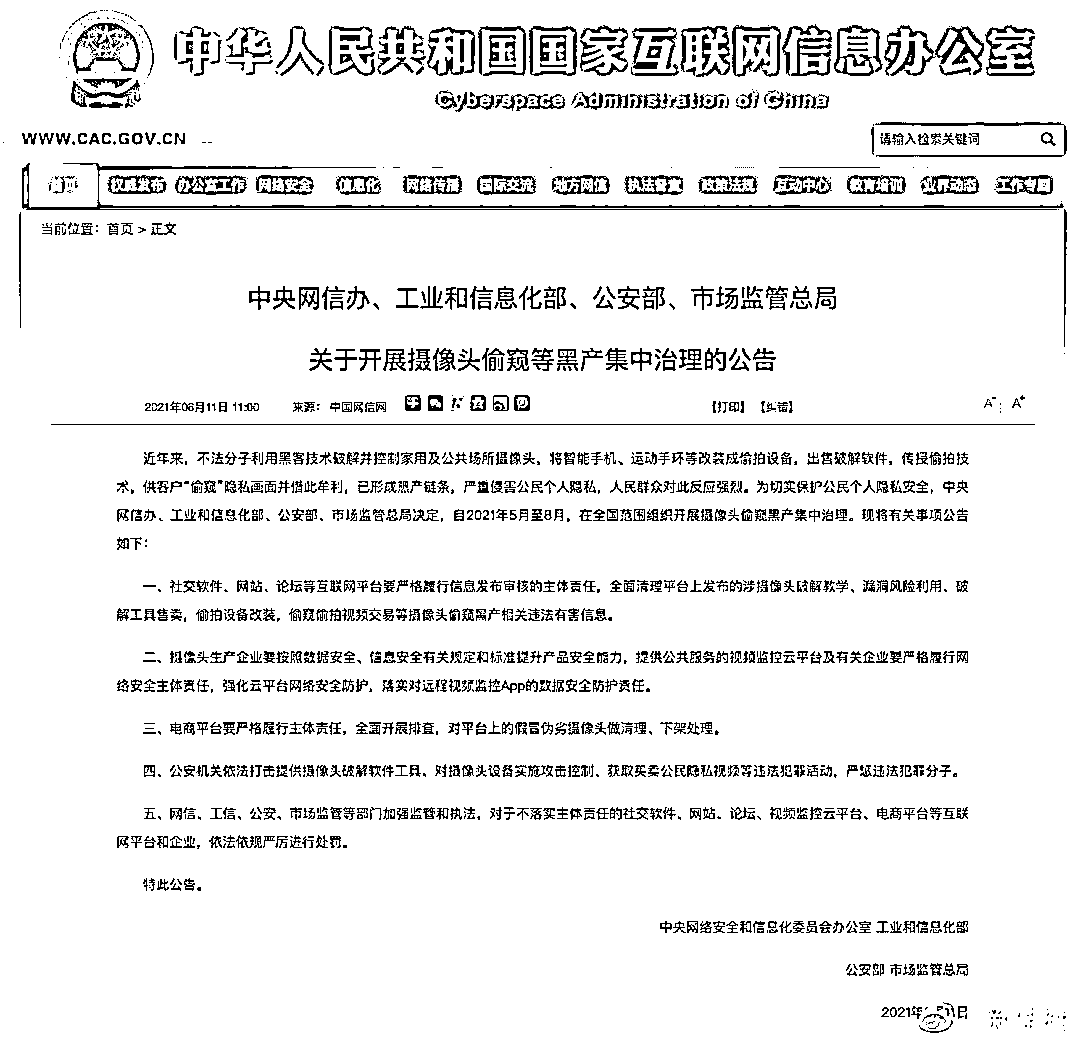 中华人民共和国国家互联网信息办公室
Cyberspace Administration of China
WWW.CAC.GOV.CN
请输入检索关键词
首页 权威发布 办公室工作 网络安全 信息化 网络传播 国际交流 地方网信 执法督查 政策法规 互动中心 教育培训 业界动态 工作专题
当前位置：首页 > 正文
中央网信办、工业和信息化部、公安部、市场监管总局
关于开展摄像头偷窥等黑产集中治理的公告
2021年06月11日 11:00 来源：中国网信网 【打印】【纠错】 A- A+
近年来，不法分子利用黑客技术破解并控制家用及公共场所摄像头，将智能手机、运动手环等改装成偷拍设备，出售破解软件，传授偷拍技
术，供客户“偷窥”隐私画面并借此牟利，已形成黑产链条，严重侵害公民个人隐私，人民群众对此反应强烈。为切实保护公民个人隐私安全，中央
网信办、工业和信息化部、公安部、市场监管总局决定，自2021年5月至8月，在全国范围组织开展摄像头偷窥黑产集中治理。现将有关事项公告
如下：
一、社交软件、网站、论坛等互联网平台要严格履行信息发布审核的主体责任，全面清理平台上发布的涉摄像头破解教学、漏洞风险利用、破
解工具售卖，偷拍设备改装，偷窥偷拍视频交易等摄像头偷窥黑产相关违法有害信息。
二、摄像头生产企业要按照数据安全、信息安全有关规定和标准提升产品安全能力，提供公共服务的视频监控云平台及有关企业要严格履行网
络安全主体责任，强化云平台网络安全防护，落实对远程视频监控App的数据安全防护责任。
三、电商平台要严格履行主体责任，全面开展排查，对平台上的假冒伪劣摄像头做清理、下架处理。
四、公安机关依法打击提供摄像头破解软件工具、对摄像头设备实施攻击控制、获取买卖公民隐私视频等违法犯罪活动，严惩违法犯罪分子。
五、网信、工信、公安、市场监管等部门加强监管和执法，对于不落实主体责任的社交软件、网站、论坛、视频监控云平台、电商平台等互联
网平台和企业，依法依规严厉进行处罚。
特此公告。
中央网络安全和信息化委员会办公室 工业和信息化部
公安部 市场监管总局
2021年 日